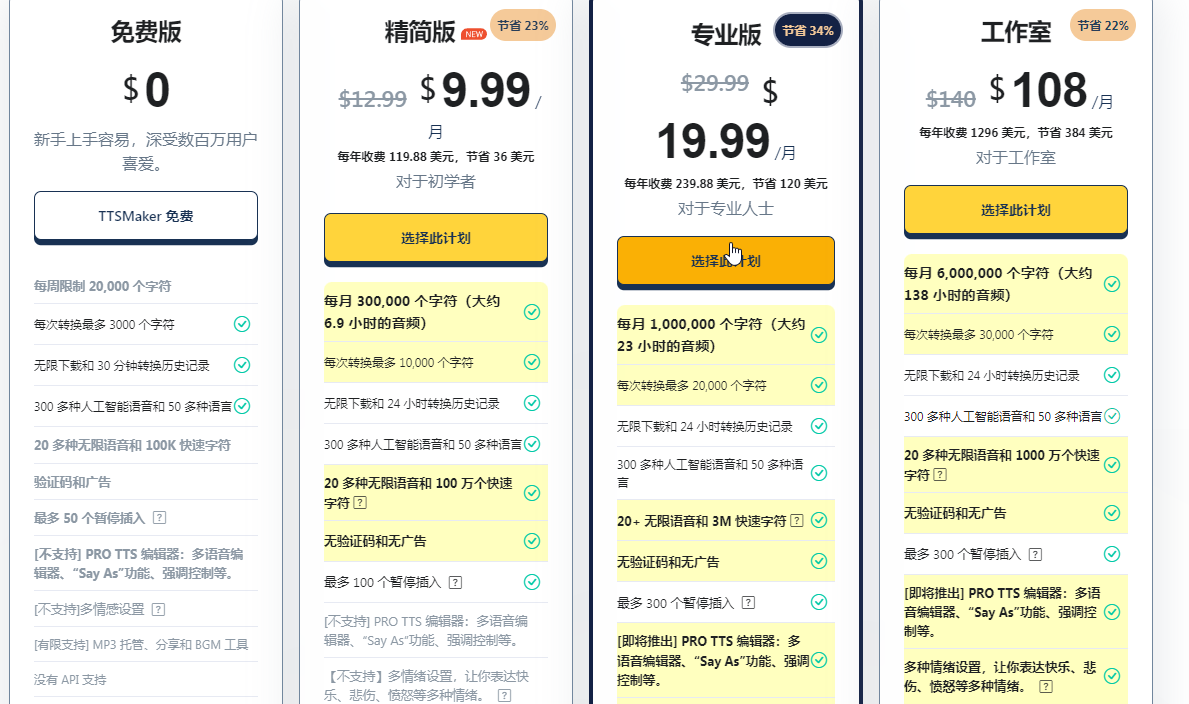 免费版
$0
新手上手容易，深受数百万用户
喜爱。
TTSMaker 免费
每周限制 20,000 个字符
每次转换最多 3000 个字符
无限下载和 30 分钟转换历史记录
300 多种人工智能语音和 50 多种语言
20 多种无限语音和 100K 快速字符
验证码和广告
最多 50 个暂停插入 ?
[不支持] PRO TTS 编辑器：多语音编
辑器、“Say As”功能、强调控制等。
[不支持]多情感设置 ?
[有限支持] MP3 托管、分享和 BGM 工具
没有 API 支持
精简版 NEW 节省 23%
$12.99 $9.99 /
月
每年收费 119.88 美元，节省 36 美元
对于初学者
选择此计划
每月 300,000 个字符（大约
6.9 小时的音频）
每次转换最多 10,000 个字符
无限下载和 24 小时转换历史记录
300 多种人工智能语音和 50 多种语言
20 多种无限语音和 100 万个快速
字符 ?
无验证码和无广告
最多 100 个暂停插入 ?
[不支持] PRO TTS 编辑器：多语音编
辑器、“Say As”功能、强调控制等。
【不支持】多情绪设置，让你表达快
乐、悲伤、愤怒等多种情绪。 ?
专业版 节省 34%
$29.99 $
19.99 /月
每年收费 239.88 美元，节省 120 美元
对于专业人士
选择此计划
每月 1,000,000 个字符（大约
23 小时的音频）
每次转换最多 20,000 个字符
无限下载和 24 小时转换历史记录
300 多种人工智能语音和 50 多种语
言
20+ 无限语音和 3M 快速字符 ?
无验证码和无广告
最多 300 个暂停插入 ?
[即将推出] PRO TTS 编辑器：多
语音编辑器、“Say As”功能、强调
控制等。
工作室 节省 22%
$140 $108 /月
每年收费 1296 美元，节省 384 美元
对于工作室
选择此计划
每月 6,000,000 个字符（大约
138 小时的音频）
每次转换最多 30,000 个字符
无限下载和 24 小时转换历史记录
300 多种人工智能语音和 50 多种语言
20 多种无限语音和 1000 万个快速
字符 ?
无验证码和无广告
最多 300 个暂停插入 ?
[即将推出] PRO TTS 编辑器：多语
音编辑器、“Say As”功能、强调控
制等。
多种情绪设置，让你表达快乐、悲
伤、愤怒等多种情绪。 ?